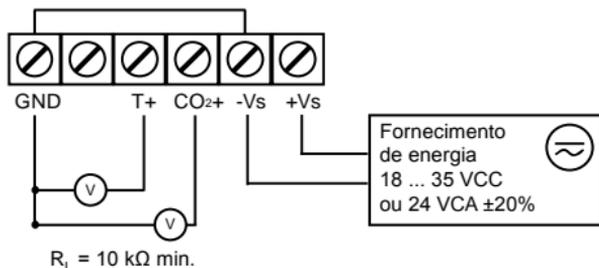 GND T+ CO2+ -Vs +Vs
Fornecimento
de energia
18 ... 35 VCC
ou 24 VCA ±20%
V
V
RL = 10 kΩ min.